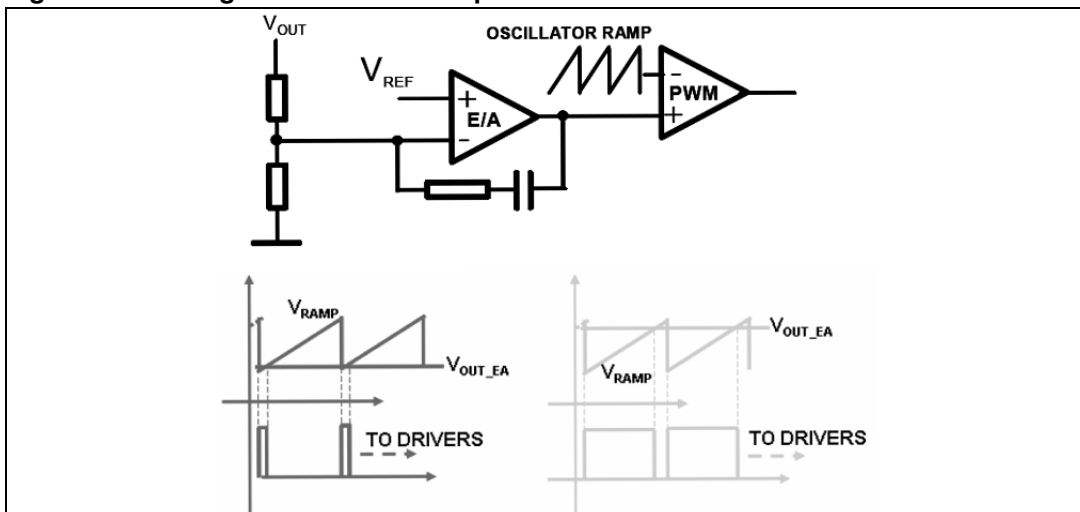 V_OUT
OSCILLATOR RAMP
V_REF
+
E/A
-
-
PWM
+
V_RAMP
V_OUT_EA
TO DRIVERS
V_OUT_EA
V_RAMP
TO DRIVERS